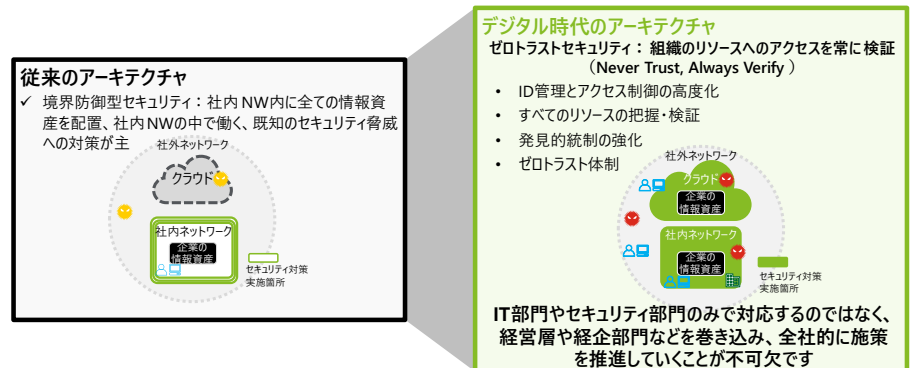 従来のアーキテクチャ
✓ 境界防御型セキュリティ：社内NW内に全ての情報資
産を配置、社内NWの中で働く、既知のセキュリティ脅威
への対策が主
社外ネットワーク
クラウド
社内ネットワーク
企業の
情報資産
セキュリティ対策
実施箇所
デジタル時代のアーキテクチャ
ゼロトラストセキュリティ： 組織のリソースへのアクセスを常に検証
（Never Trust, Always Verify ）
• ID管理とアクセス制御の高度化
• すべてのリソースの把握・検証
• 発見的統制の強化
• ゼロトラスト体制
社外ネットワーク
クラウド
企業の
情報資産
社内ネットワーク
企業の
情報資産
セキュリティ対策
実施箇所
IT部門やセキュリティ部門のみで対応するのではなく、
経営層や経企部門などを巻き込み、全社的に施策
を推進していくことが不可欠です